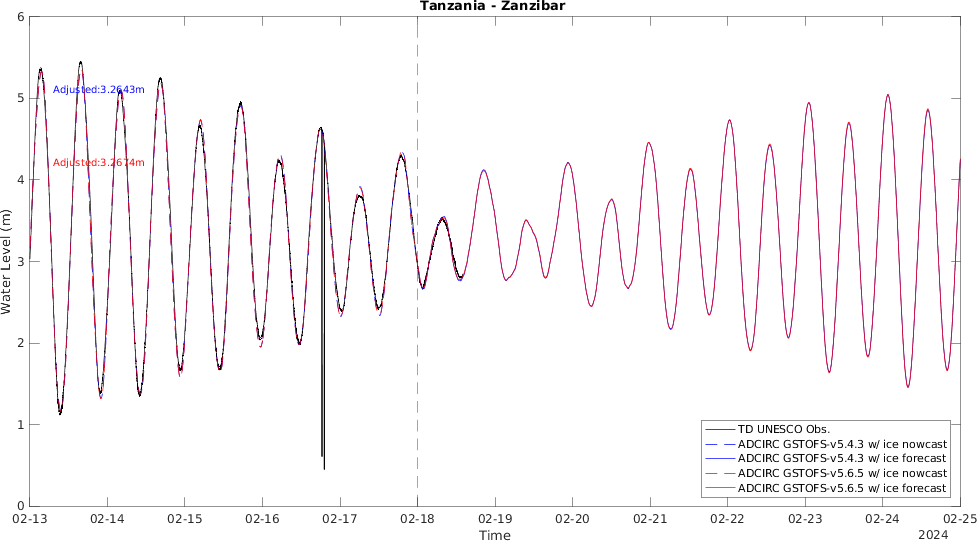 Tanzania - Zanzibar
6
5
4
3
2
1
0
Water Level (m)
Adjusted:3.2643m
Adjusted:3.2674m
TD UNESCO Obs.
ADCIRC GSTOFS-v5.4.3 w/ ice nowcast
ADCIRC GSTOFS-v5.4.3 w/ ice forecast
ADCIRC GSTOFS-v5.6.5 w/ ice nowcast
ADCIRC GSTOFS-v5.6.5 w/ ice forecast
02-13 02-14 02-15 02-16 02-17 02-18 02-19 02-20 02-21 02-22 02-23 02-24 02-25
Time
2024